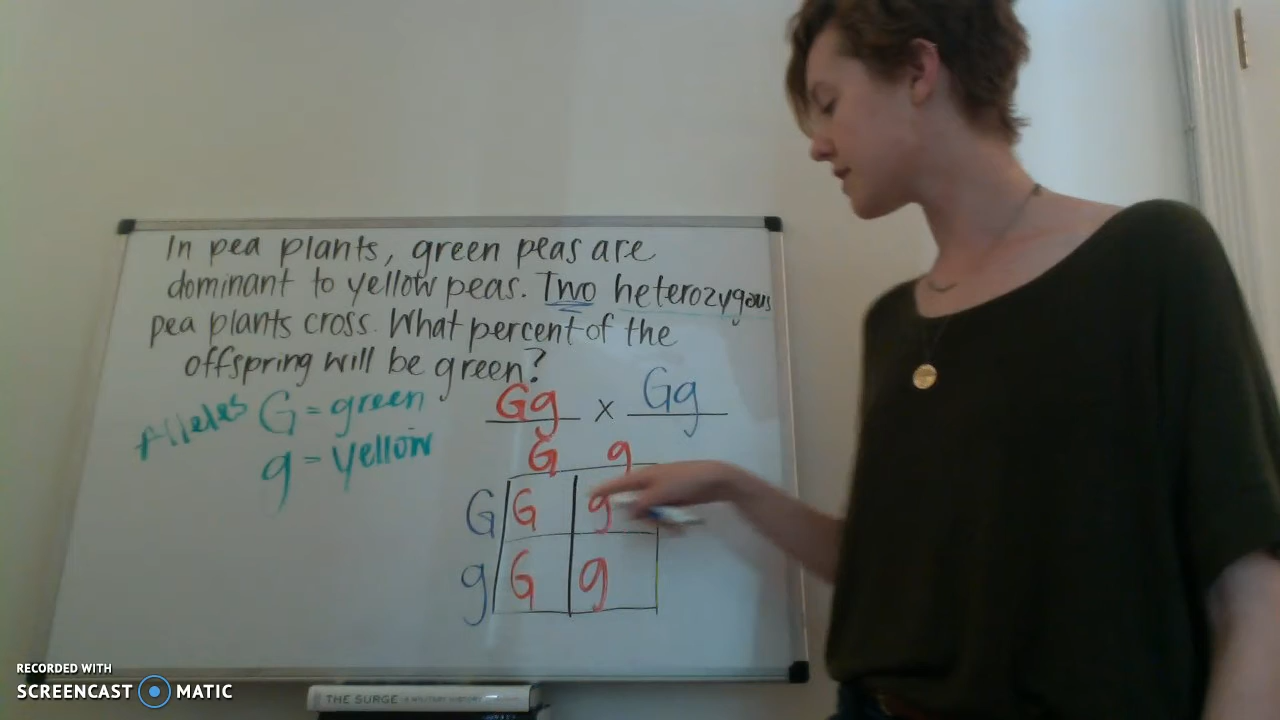 In pea plants, green peas are
dominant to yellow peas. Two heterozygous
pea plants cross. What percent of the
offspring will be green?
Alleles G = green
g = yellow
Gg x Gg
G g
G G g
g G g
THE SURGE
RECORDED WITH
SCREENCAST MATIC